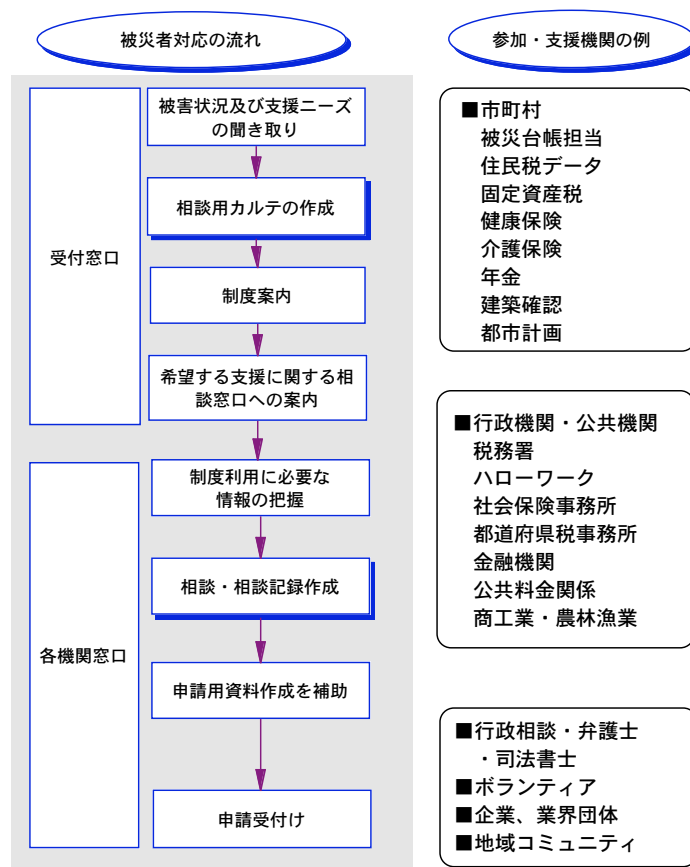 被災者対応の流れ
受付窓口
被害状況及び支援ニーズ
の聞き取り
相談用カルテの作成
制度案内
希望する支援に関する相
談窓口への案内
各機関窓口
制度利用に必要な
情報の把握
相談・相談記録作成
申請用資料作成を補助
申請受付け
参加・支援機関の例
■市町村
被災台帳担当
住民税データ
固定資産税
健康保険
介護保険
年金
建築確認
都市計画
■行政機関・公共機関
税務署
ハローワーク
社会保険事務所
都道府県税事務所
金融機関
公共料金関係
商工業・農林漁業
■行政相談・弁護士
・司法書士
■ボランティア
■企業、業界団体
■地域コミュニティ